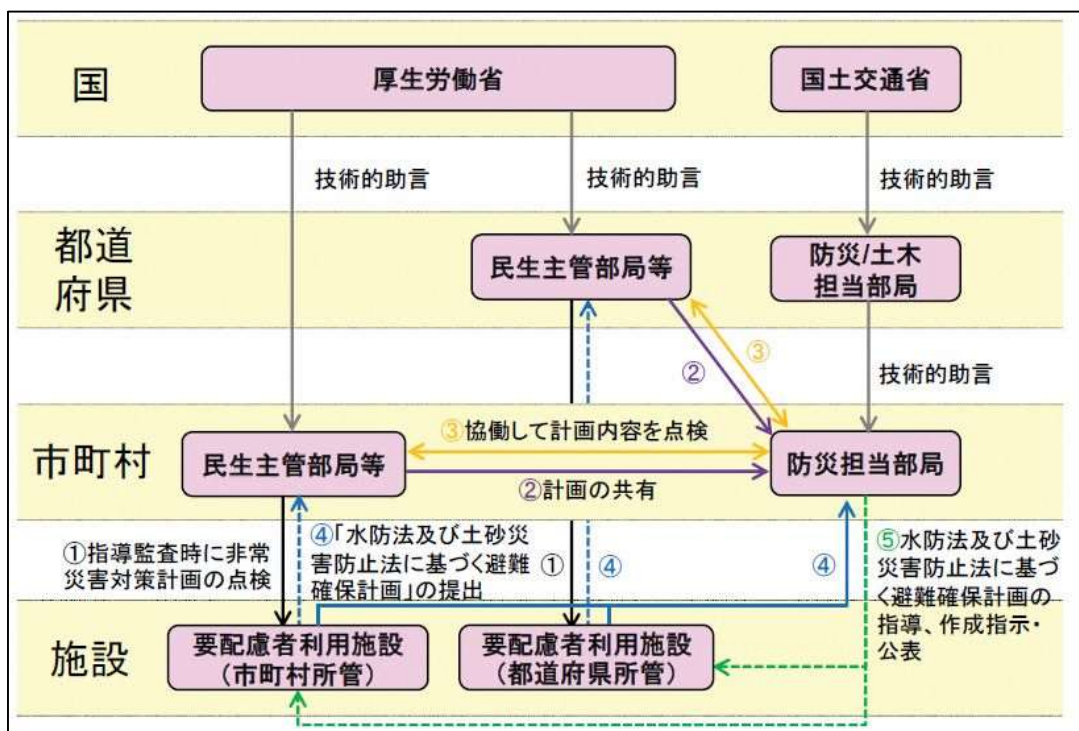 国
厚生労働省
国土交通省
技術的助言
技術的助言
技術的助言
都道
府県
民生主管部局等
防災/土木
担当部局
③
②
技術的助言
市町村
民生主管部局等
③協働して計画内容を点検
防災担当部局
②計画の共有
①指導監査時に非常
災害対策計画の点検
④「水防法及び土砂災
害防止法に基づく避難
確保計画」の提出
①
④
④
⑤水防法及び土砂
災害防止法に基づ
く避難確保計画の
指導、作成指示・
公表
施設
要配慮者利用施設
(市町村所管)
要配慮者利用施設
(都道府県所管)